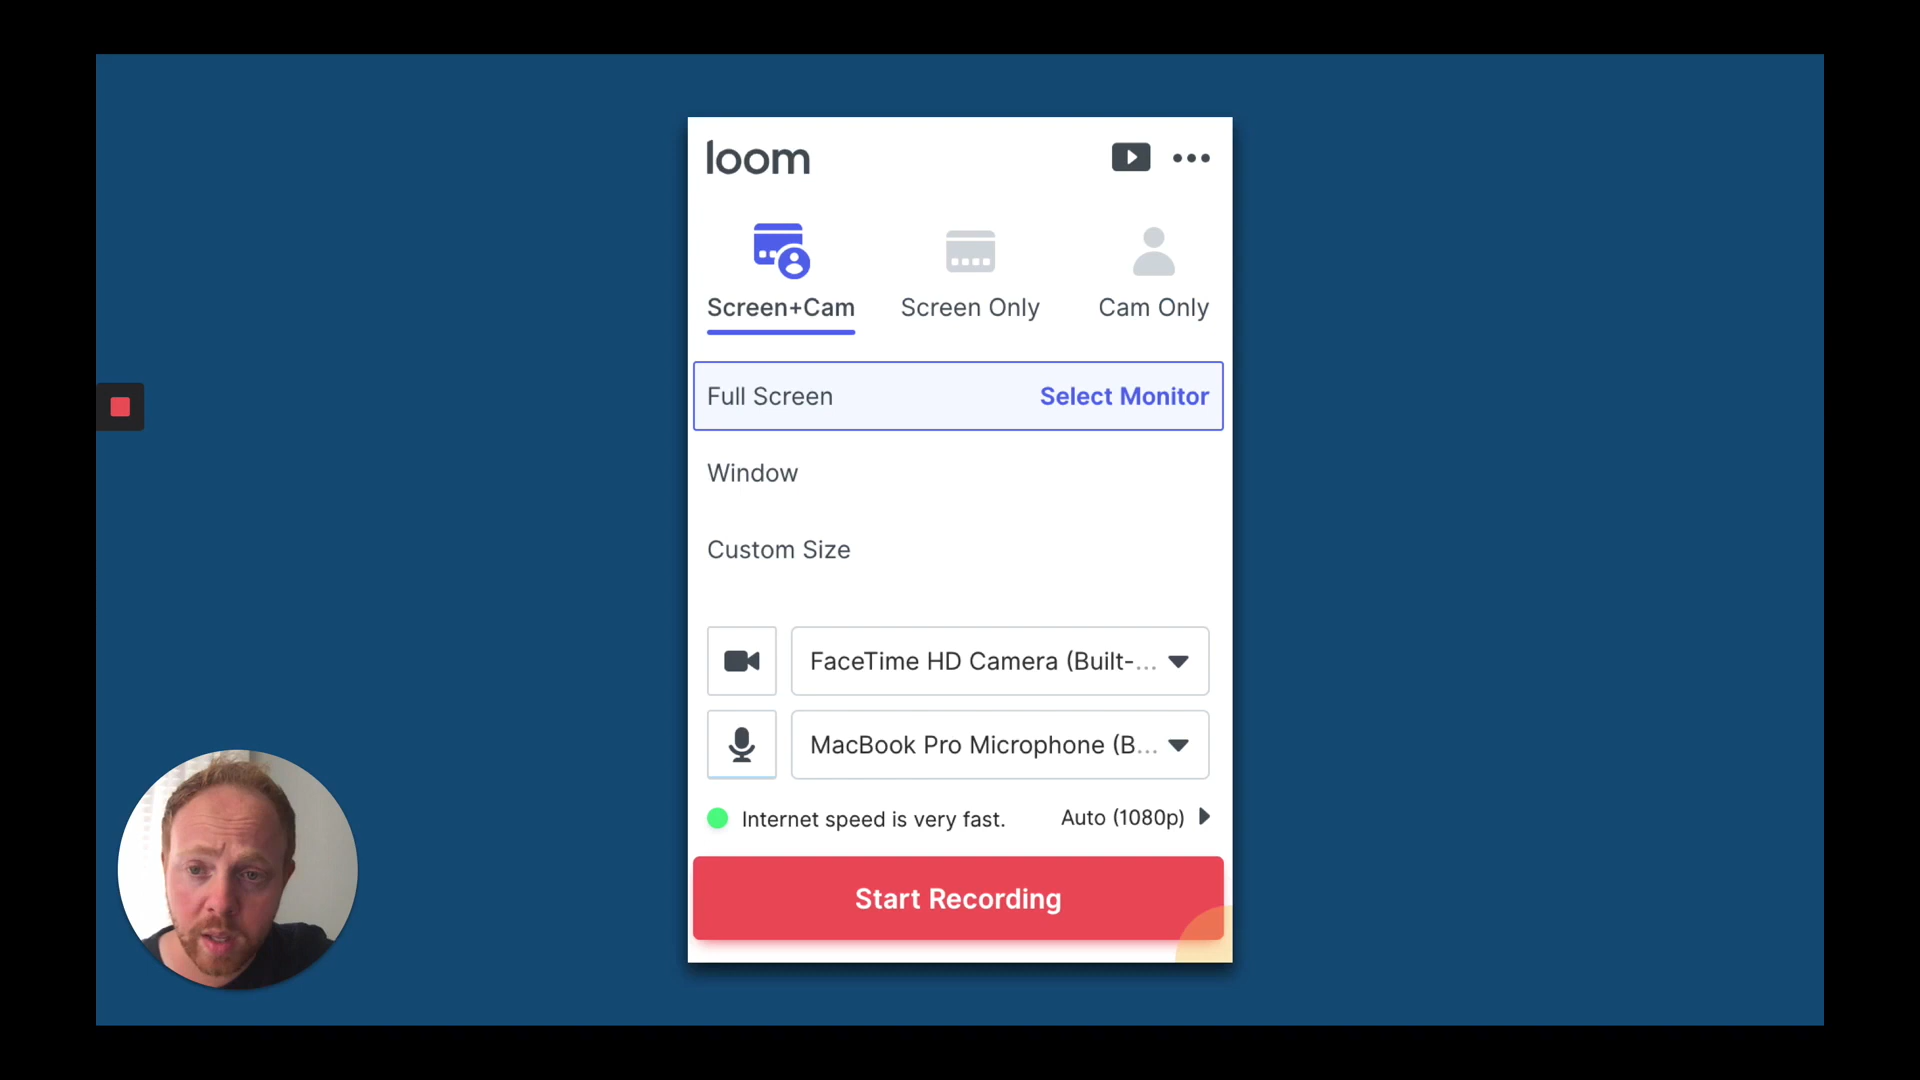 loom
Screen+Cam Screen Only Cam Only
Full Screen Select Monitor
Window
Custom Size
FaceTime HD Camera (Built-...
MacBook Pro Microphone (B...
Internet speed is very fast. Auto (1080p)
Start Recording